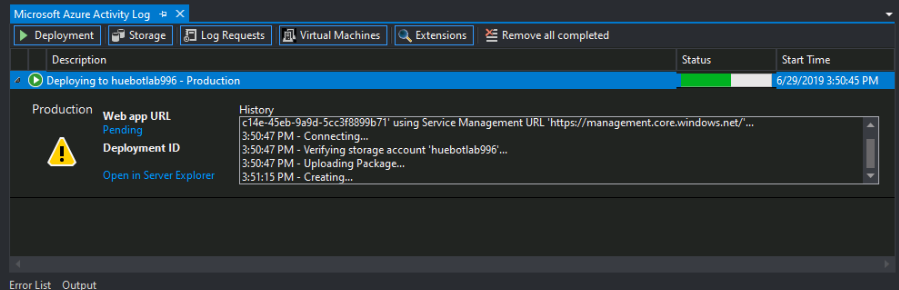 Microsoft Azure Activity Log
Deployment Storage Log Requests Virtual Machines Extensions Remove all completed
Description Status Start Time
Deploying to huebotlab996 - Production 6/29/2019 3:50:45 PM
Production
Web app URL
Pending
Deployment ID
Open in Server Explorer
History
c14e-45eb-9a9d-5cc3f8899b71' using Service Management URL 'https://management.core.windows.net/'...
3:50:47 PM - Connecting...
3:50:47 PM - Verifying storage account 'huebotlab996'...
3:50:47 PM - Uploading Package...
3:51:15 PM - Creating...
Error List Output